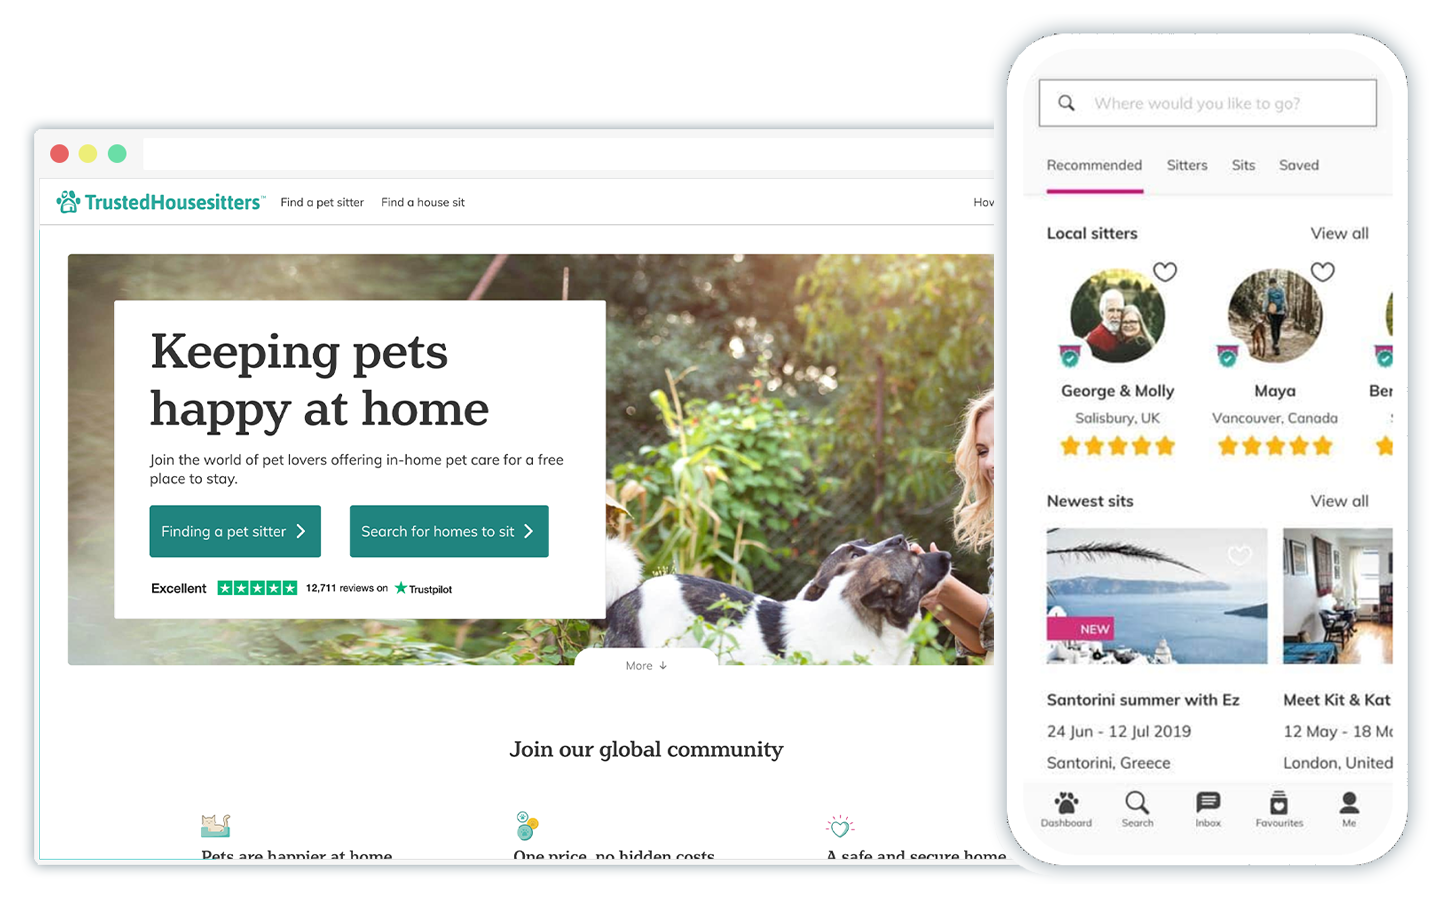 TrustedHousesitters™
Find a pet sitter
Find a house sit
Keeping pets
happy at home
Join the world of pet lovers offering in-home pet care for a free
place to stay.
Finding a pet sitter
Search for homes to sit
Excellent
12,711 reviews on
Trustpilot
More
Join our global community
Pets are happier at home
One price, no hidden costs
A safe and secure home
Where would you like to go?
Recommended
Sitters
Sits
Saved
Local sitters
View all
George & Molly
Maya
Salisbury, UK
Vancouver, Canada
Newest sits
View all
NEW
Santorini summer with Ez
Meet Kit & Kat
24 Jun - 12 Jul 2019
12 May - 18
Santorini, Greece
London, United
Dashboard
Search
Inbox
Favourites
Me